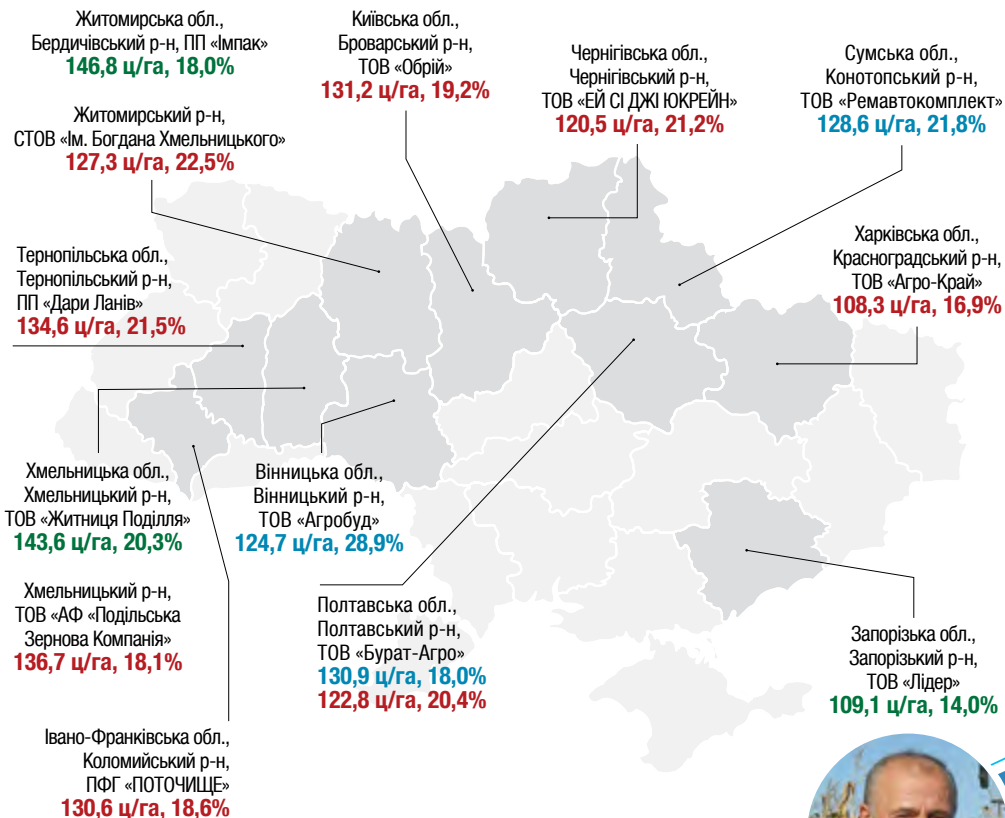 Житомирська обл.,
Бердичівський р-н, ПП «Імпак»
146,8 ц/га, 18,0%
Житомирський р-н,
СТОВ «Ім. Богдана Хмельницького»
127,3 ц/га, 22,5%
Київська обл.,
Броварський р-н,
ТОВ «Обрій»
131,2 ц/га, 19,2%
Чернігівська обл.,
Чернігівський р-н,
ТОВ «ЕЙ СІ ДЖІ ЮКРЕЙН»
120,5 ц/га, 21,2%
Сумська обл.,
Конотопський р-н,
ТОВ «Ремавтокомплект»
128,6 ц/га, 21,8%
Тернопільська обл.,
Тернопільський р-н,
ПП «Дари Ланів»
134,6 ц/га, 21,5%
Харківська обл.,
Красноградський р-н,
ТОВ «Агро-Край»
108,3 ц/га, 16,9%
Хмельницька обл.,
Хмельницький р-н,
ТОВ «Житниця Поділля»
143,6 ц/га, 20,3%
Хмельницький р-н,
ТОВ «АФ «Подільська
Зернова Компанія»
136,7 ц/га, 18,1%
Вінницька обл.,
Вінницький р-н,
ТОВ «Агробуд»
124,7 ц/га, 28,9%
Полтавська обл.,
Полтавський р-н,
ТОВ «Бурат-Агро»
130,9 ц/га, 18,0%
122,8 ц/га, 20,4%
Запорізька обл.,
Запорізький р-н,
ТОВ «Лідер»
109,1 ц/га, 14,0%
Івано-Франківська обл.,
Коломийський р-н,
ПФГ «ПОТОЧИЩЕ»
130,6 ц/га, 18,6%